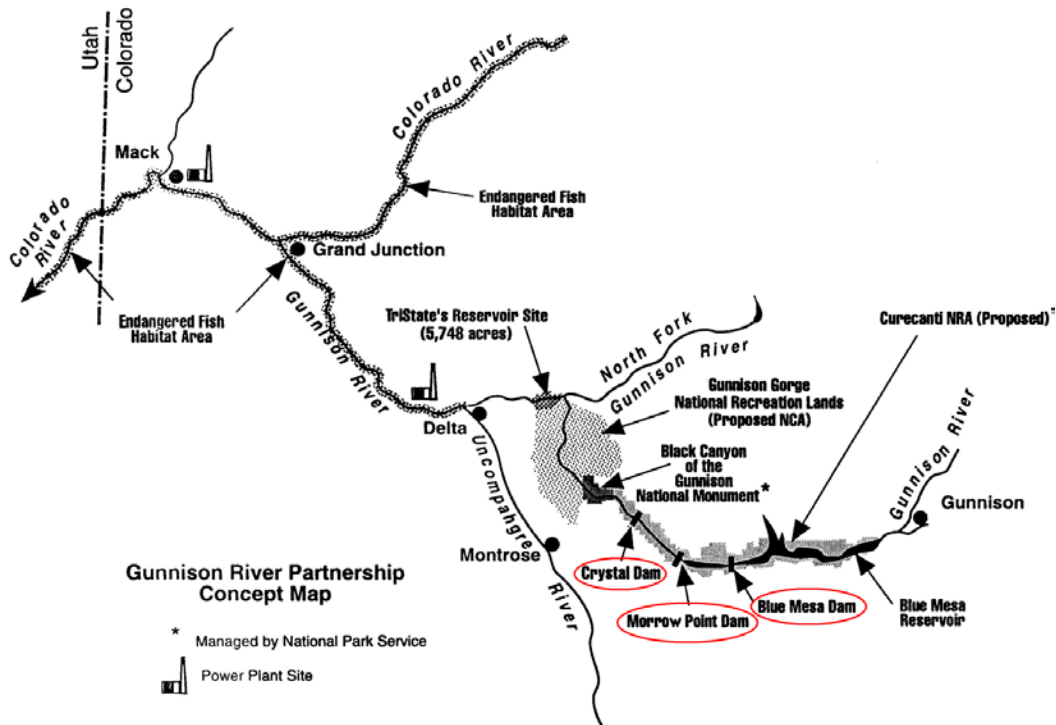 Utah
Colorado
Colorado River
Mack
Endangered Fish
Habitat Area
Colorado
River
Grand Junction
Endangered Fish
Habitat Area
Gunnison River
TriState's Reservoir Site
(5,748 acres)
North Fork
Gunnison River
Curecanti NRA (Proposed)*
Gunnison Gorge
National Recreation Lands
(Proposed NCA)
Delta
Uncompahgre
River
Black Canyon
of the
Gunnison
National Monument*
Gunnison River
Gunnison
Montrose
Crystal Dam
Morrow Point Dam
Blue Mesa Dam
Blue Mesa
Reservoir
Gunnison River Partnership
Concept Map
* Managed by National Park Service
Power Plant Site